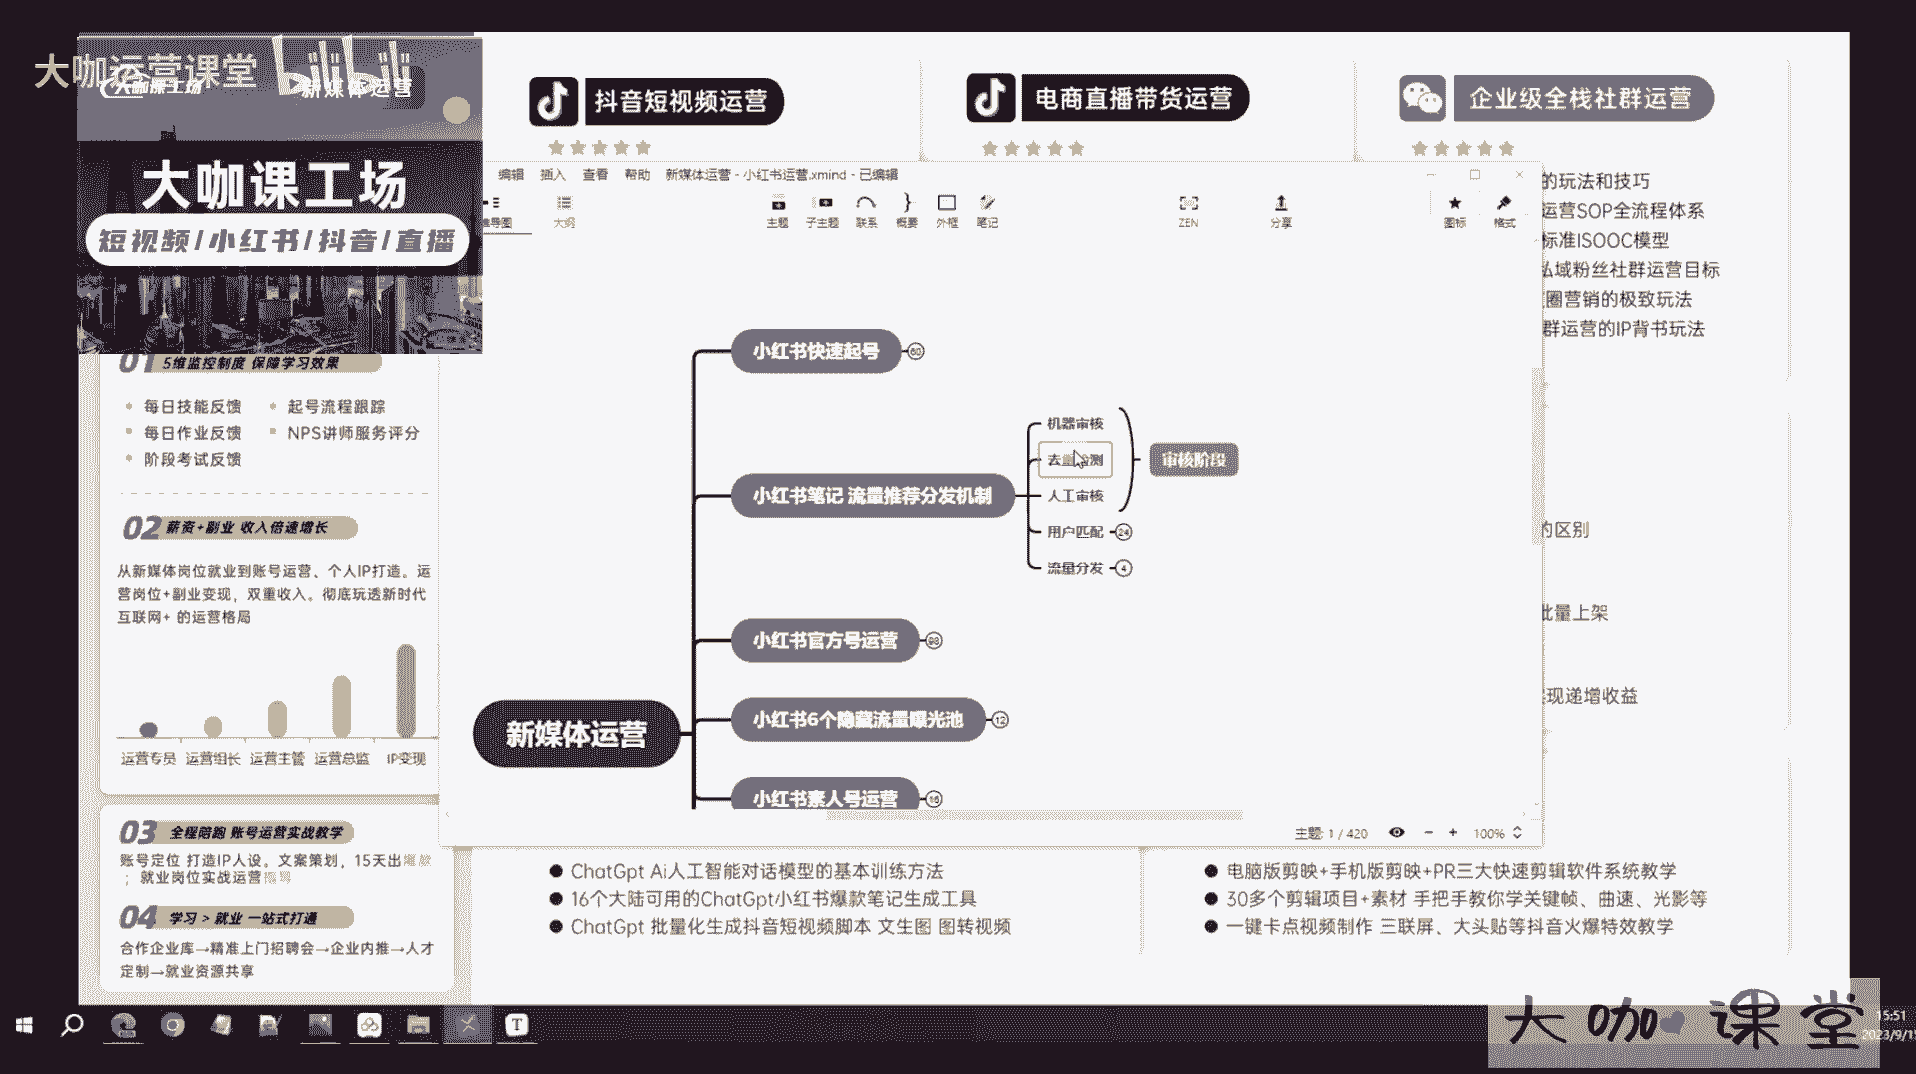 大咖运营课堂 bilibili
大咖课工场 新媒体运营
大咖课工场
短视频/小红书/抖音/直播
抖音短视频运营
电商直播带货运营
企业级全栈社群运营
的玩法和技巧
运营SOP全流程体系
标准ISOOC模型
私域粉丝社群运营目标
圈营销的极致玩法
群运营的IP背书玩法
的区别
批量上架
现递增收益
编辑 插入 查看 帮助 新媒体运营 - 小红书运营.xmind - 已编辑
导图 大纲 主题 子主题 联系 概要 外框 笔记 ZEN 分享 图标 格式
小红书快速起号 60
小红书笔记 流量推荐分发机制
机器审核
去重检测
人工审核
审核阶段
用户匹配 24
流量分发 4
小红书官方号运营 98
新媒体运营
小红书6个隐藏流量曝光池 12
小红书素人号运营 16
主题: 1 / 420 100%
01 5维监控制度 保障学习效果
每日技能反馈 起号流程跟踪
每日作业反馈 NPS讲师服务评分
阶段考试反馈
02 薪资+副业 收入倍速增长
从新媒体岗位就业到账号运营、个人IP打造。运
营岗位+副业变现，双重收入。彻底玩透新时代
互联网+ 的运营格局
运营专员 运营组长 运营主管 运营总监 IP变现
03 全程陪跑 账号运营实战教学
账号定位 打造IP人设。文案策划，15天出
；就业岗位实战运营
04 学习 > 就业 一站式打通
合作企业库→精准上门招聘会→企业内推→人才
定制→就业资源共享
ChatGpt Ai人工智能对话模型的基本训练方法
16个大陆可用的ChatGpt小红书爆款笔记生成工具
ChatGpt 批量化生成抖音短视频脚本 文生图 图转视频
电脑版剪映+手机版剪映+PR三大快速剪辑软件系统教学
30多个剪辑项目+素材 手把手教你学关键帧、曲速、光影等
一键卡点视频制作 三联屏、大头贴等抖音火爆特效教学
大咖课堂
15:51
2023/9/1